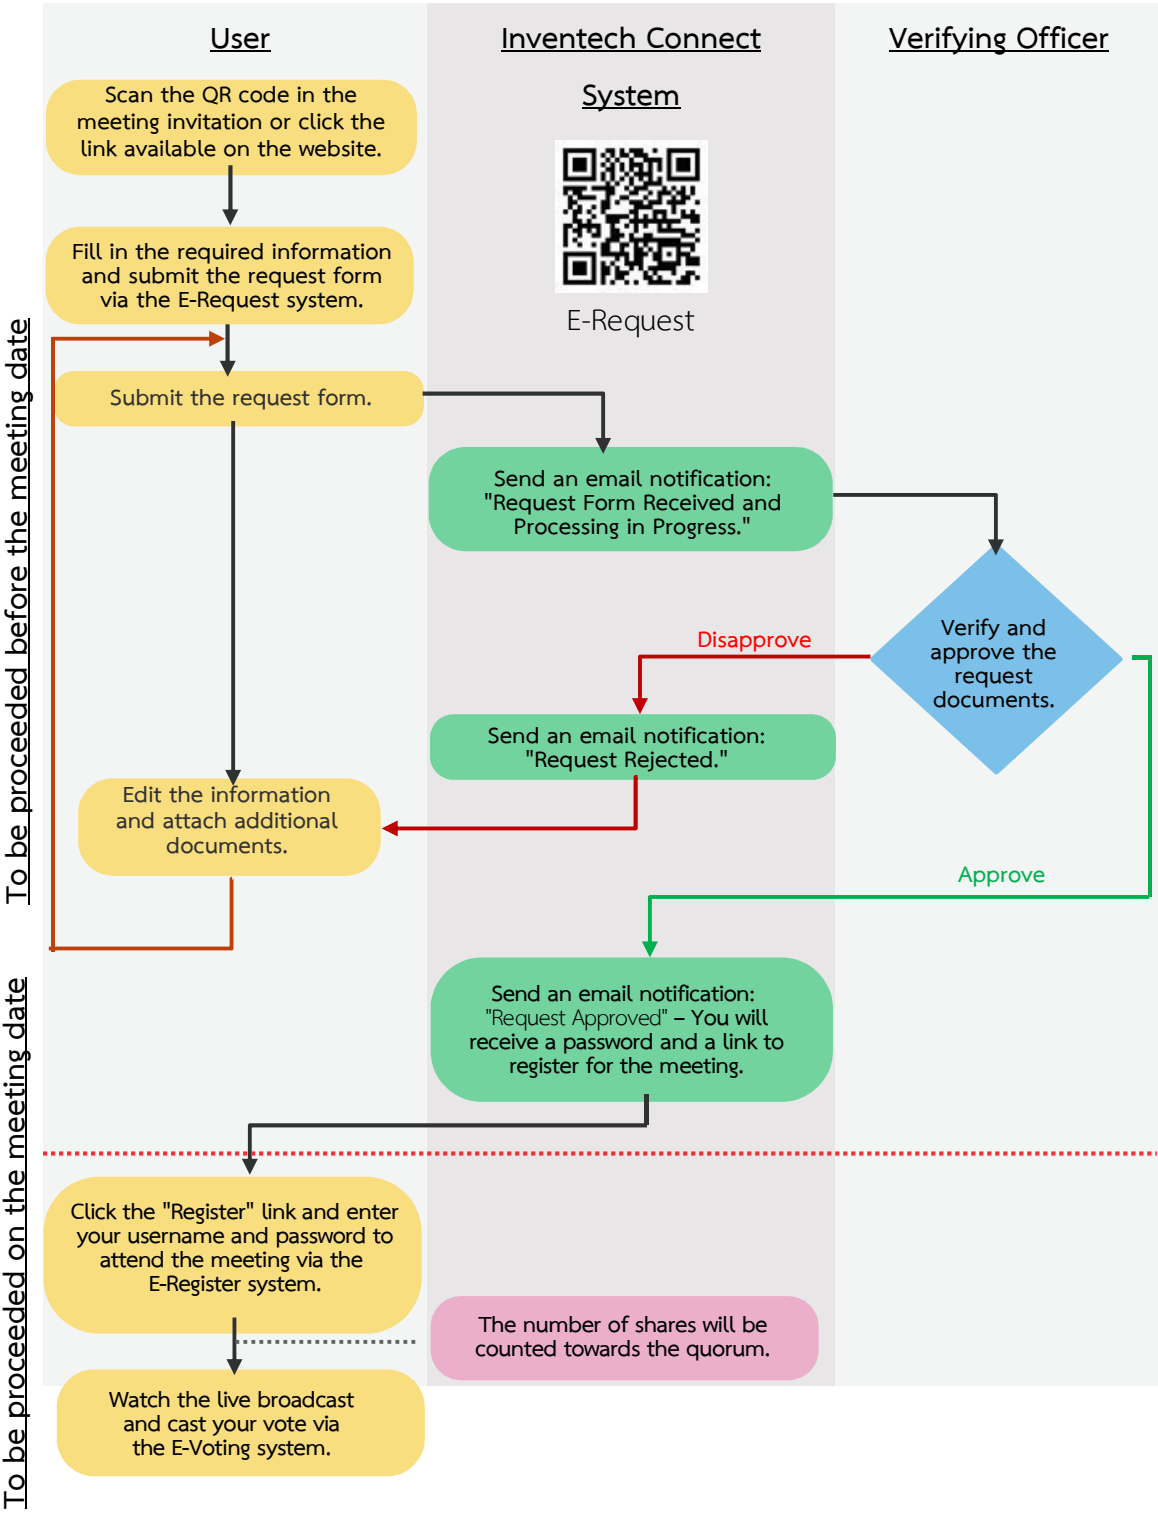 User
Inventech Connect
System
Verifying Officer
Scan the QR code in the
meeting invitation or click the
link available on the website.
E-Request
Fill in the required information
and submit the request form
via the E-Request system.
To be proceeded before the meeting date
Submit the request form.
Send an email notification:
"Request Form Received and
Processing in Progress."
Verify and
approve the
request
documents.
Disapprove
Send an email notification:
"Request Rejected."
Edit the information
and attach additional
documents.
Approve
Send an email notification:
"Request Approved" – You will
receive a password and a link to
register for the meeting.
To be proceeded on the meeting date
Click the "Register" link and enter
your username and password to
attend the meeting via the
E-Register system.
The number of shares will be
counted towards the quorum.
Watch the live broadcast
and cast your vote via
the E-Voting system.